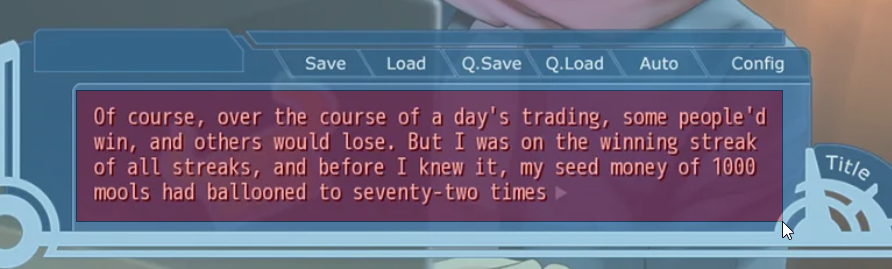 Save Load Q.Save Q.Load Auto Config
Of course, over the course of a day's trading, some people'd
win, and others would lose. But I was on the winning streak
of all streaks, and before I knew it, my seed money of 1000
mools had ballooned to seventy-two times
Title